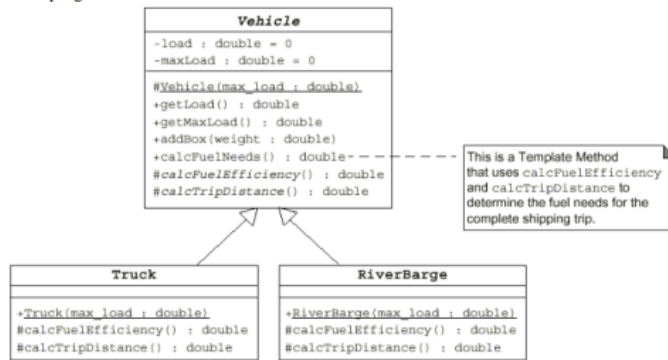 Vehicle
-load : double = 0
-maxLoad : double = 0
#Vehicle(max_load : double)
+getLoad() : double
+getMaxLoad() : double
+addBox(weight : double)
+calcFuelNeeds() : double
#calcFuelEfficiency() : double
#calcTripDistance() : double
This is a Template Method
that uses calcFuelEfficiency
and calcTripDistance to
determine the fuel needs for the
complete shipping trip.
Truck
+Truck(max_load : double)
#calcFuelEfficiency() : double
#calcTripDistance() : double
RiverBarge
+RiverBarge(max_load : double)
#calcFuelEfficiency() : double
#calcTripDistance() : double